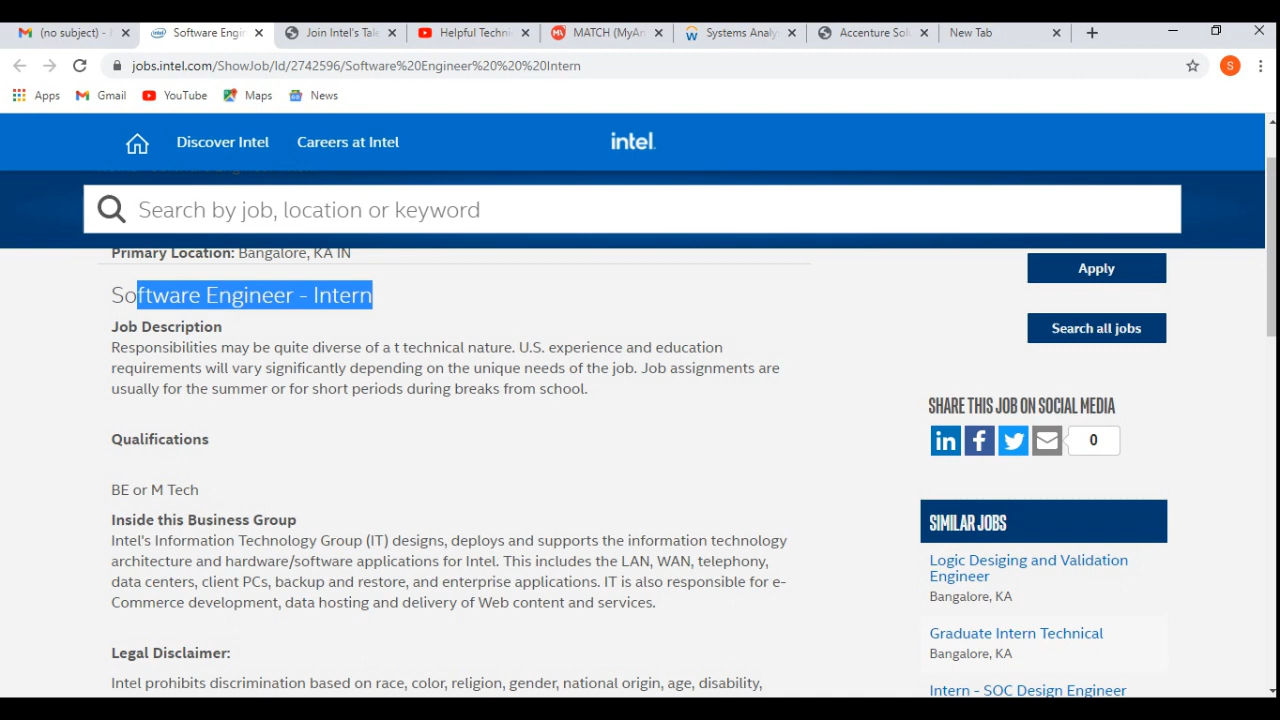 (no subject) -
Software Engin
Join Intel's Tale
Helpful Techni
MATCH (MyAn
Systems Analy
Accenture Sol
New Tab
jobs.intel.com/ShowJob/Id/2742596/Software%20Engineer%20%20%20Intern
S
Apps
Gmail
YouTube
Maps
News
Discover Intel
Careers at Intel
intel.
Search by job, location or keyword
Primary Location: Bangalore, KA IN
Software Engineer - Intern
Job Description
Responsibilities may be quite diverse of a t technical nature. U.S. experience and education
requirements will vary significantly depending on the unique needs of the job. Job assignments are
usually for the summer or for short periods during breaks from school.
Qualifications
BE or M Tech
Inside this Business Group
Intel's Information Technology Group (IT) designs, deploys and supports the information technology
architecture and hardware/software applications for Intel. This includes the LAN, WAN, telephony,
data centers, client PCs, backup and restore, and enterprise applications. IT is also responsible for e-
Commerce development, data hosting and delivery of Web content and services.
Legal Disclaimer:
Intel prohibits discrimination based on race, color, religion, gender, national origin, age, disability,
Apply
Search all jobs
SHARE THIS JOB ON SOCIAL MEDIA
0
SIMILAR JOBS
Logic Desiging and Validation
Engineer
Bangalore, KA
Graduate Intern Technical
Bangalore, KA
Intern - SOC Design Engineer